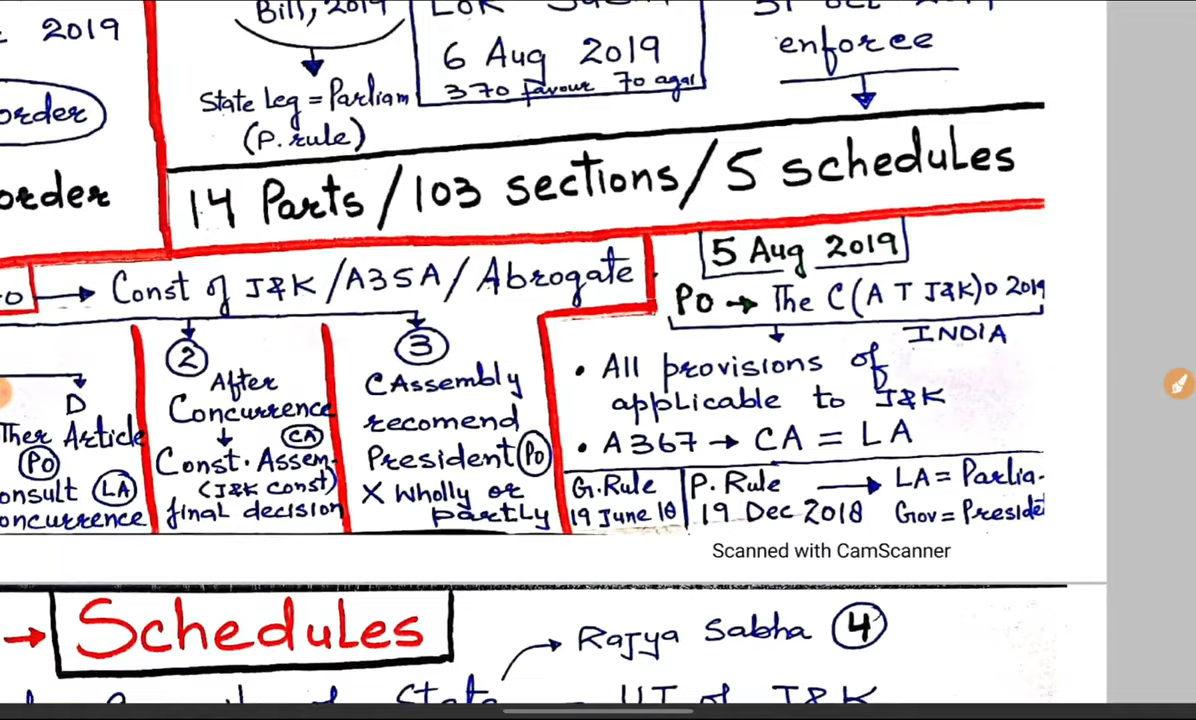 2019
Bill, 2019
6 Aug 2019
370 favour 70 agai
31 Oct 2019
enforce
State Leg = Parliam
(P. rule)
order
order
14 Parts / 103 sections / 5 schedules
Const of J&K / A35A / Abrogate
5 Aug 2019
PO → The C(A T J&K)O 2019
INDIA
• All provisions of
applicable to J&K
• A367 → CA = LA
G. Rule
19 June 18
P. Rule → LA = Parlia-
19 Dec 2018 Gov = Preside
D
Ther Article
PO
onsult LA
oncurrence
2
After
Concurrence
CA
Const. Assem-
(J&K const)
final decision
3
CAssembly
recomend
President PO
X Wholly or
partly
Scanned with CamScanner
→ Schedules
→ Rajya Sabha 4
State
UT of J&K